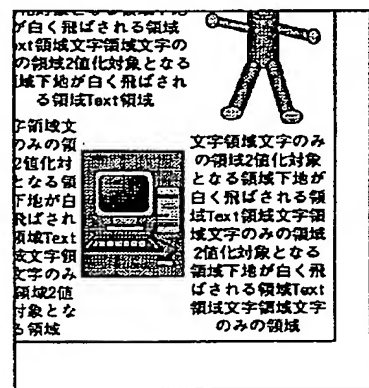 が白く飛ばされる領域
ext領域文字領域文字の
の領域2値化対象となる
域下地が白く飛ばされ
る領域Text領域
字領域文
のみの領
2値化対
となる領
下地が白
飛ばされ
領域Text
域文字領
文字のみ
領域2値
対象とな
る領域
文字領域文字のみ
の領域2値化対象
となる領域下地が
白く飛ばされる領
域Text領域文字領
域文字のみの領域
2値化対象となる
領域下地が白く飛
ばされる領域Text
領域文字領域文字
のみの領域